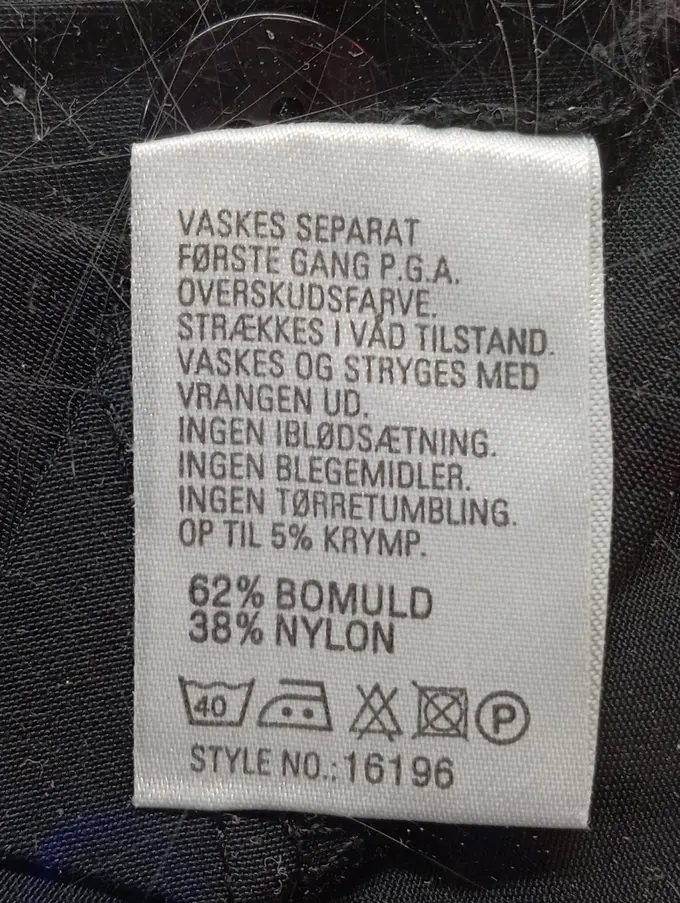 VASKES SEPARAT
FØRSTE GANG P.G.A.
OVERSKUDSFARVE.
STRÆKKES I VÅD TILSTAND.
VASKES OG STRYGES MED
VRANGEN UD.
INGEN IBLØDSÆTNING.
INGEN BLEGEMIDLER.
INGEN TØRRETUMBLING.
OP TIL 5% KRYMP.
62% BOMULD
38% NYLON
40 P
STYLE NO.:16196